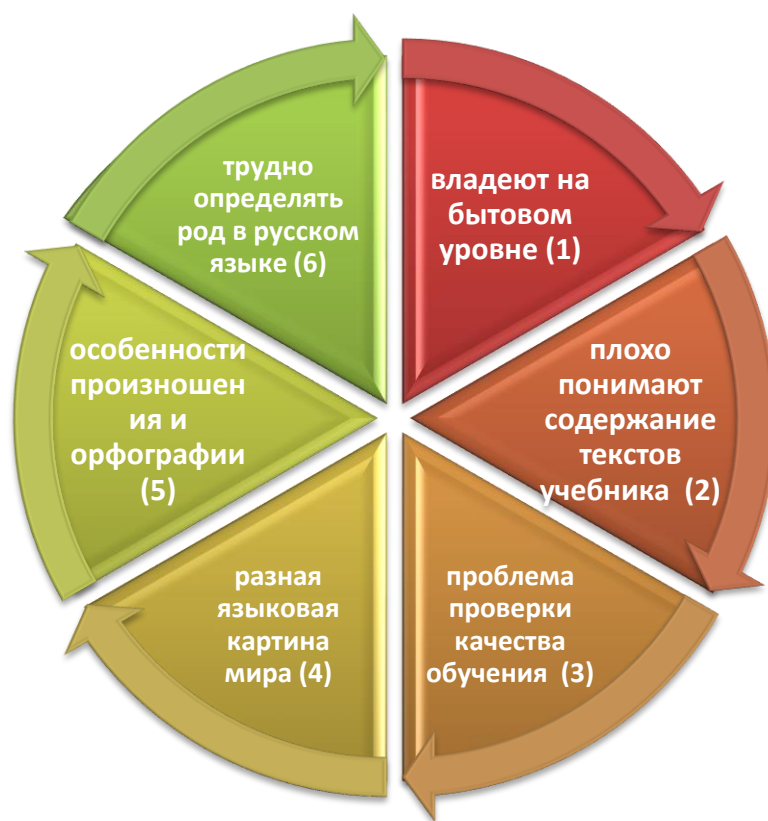 владеют на
бытовом
уровне (1)
плохо
понимают
содержание
текстов
учебника (2)
проблема
проверки
качества
обучения (3)
разная
языковая
картина
мира (4)
особенности
произношен
ия и
орфографии
(5)
трудно
определять
род в русском
языке (6)